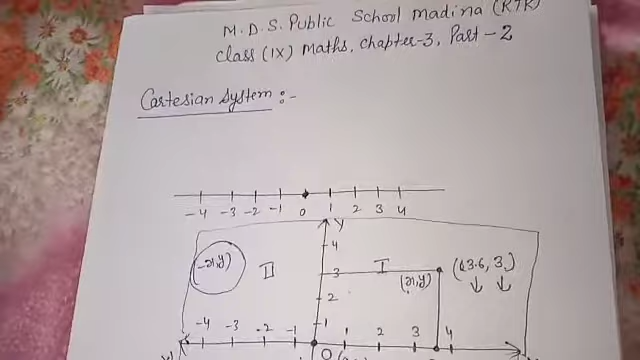 M.D.S. Public School Madina (RTK)
Class (IX) Maths, Chapter-3, Part-2
Cartesian System :-
-4 -3 -2 -1 0 1 2 3 4
Y
4
(-x,y) II 3 I (3.6, 3)
(x,y)
2
1
-4 -3 -2 -1 1 2 3 4
O